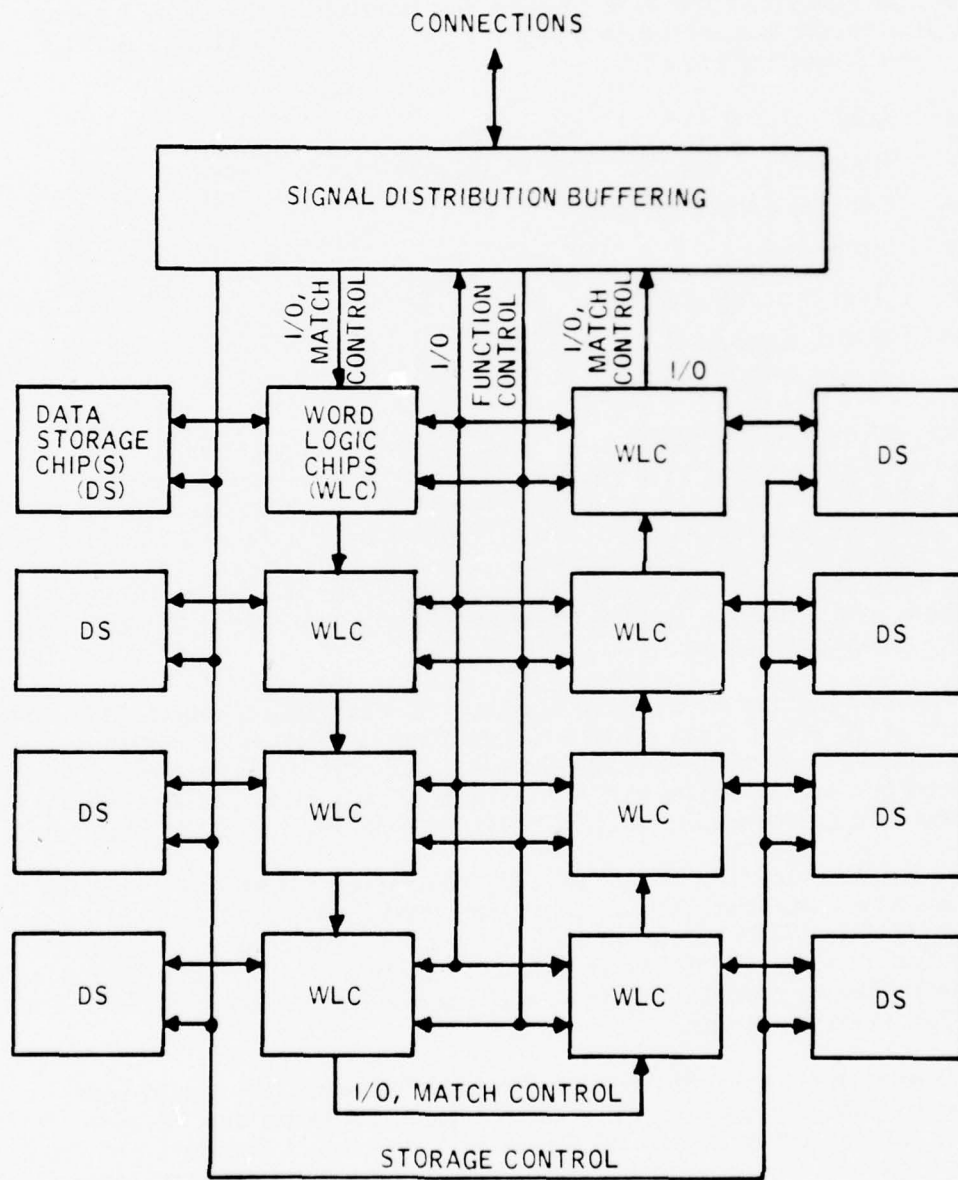 CONNECTIONS
SIGNAL DISTRIBUTION BUFFERING
I/O,
MATCH
CONTROL
I/O
FUNCTION
CONTROL
I/O,
MATCH
CONTROL
I/O
DATA
STORAGE
CHIP(S)
(DS)
WORD
LOGIC
CHIPS
(WLC)
WLC
DS
DS
WLC
WLC
DS
DS
WLC
WLC
DS
DS
WLC
WLC
DS
I/O, MATCH CONTROL
STORAGE CONTROL